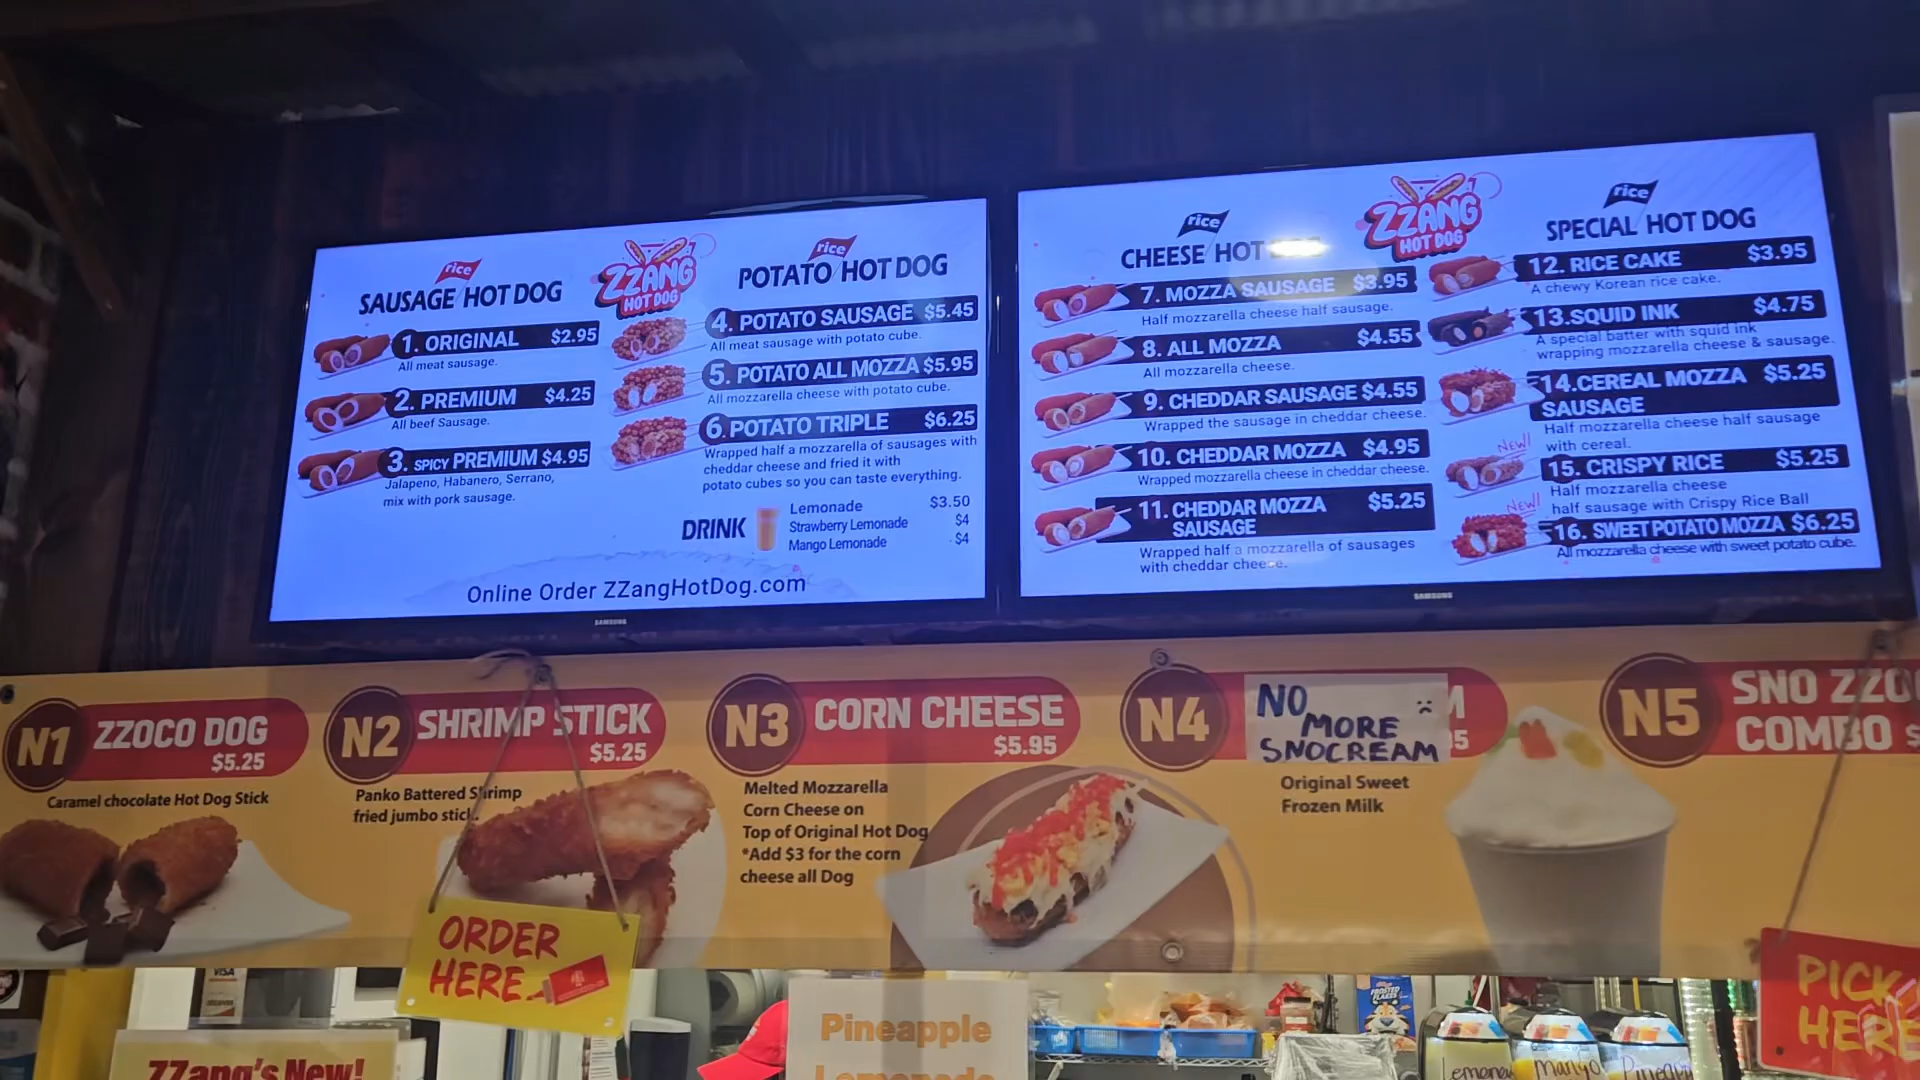 rice
SAUSAGE HOT DOG
ZZANG
HOT DOG
1. ORIGINAL $2.95
All meat sausage.
2. PREMIUM $4.25
All beef Sausage.
3. SPICY PREMIUM $4.95
Jalapeno, Habanero, Serrano,
mix with pork sausage.
rice
POTATO HOT DOG
4. POTATO SAUSAGE $5.45
All meat sausage with potato cube.
5. POTATO ALL MOZZA $5.95
All mozzarella cheese with potato cube.
6. POTATO TRIPLE $6.25
Wrapped half a mozzarella of sausages with
cheddar cheese and fried it with
potato cubes so you can taste everything.
DRINK
Lemonade $3.50
Strawberry Lemonade $4
Mango Lemonade $4
Online Order ZZangHotDog.com
SAMSUNG
rice
CHEESE HOT
ZZANG
HOT DOG
7. MOZZA SAUSAGE $3.95
Half mozzarella cheese half sausage.
8. ALL MOZZA $4.55
All mozzarella cheese.
9. CHEDDAR SAUSAGE $4.55
Wrapped the sausage in cheddar cheese.
10. CHEDDAR MOZZA $4.95
Wrapped mozzarella cheese in cheddar cheese.
11. CHEDDAR MOZZA $5.25
SAUSAGE
Wrapped half a mozzarella of sausages
with cheddar cheese.
rice
SPECIAL HOT DOG
12. RICE CAKE $3.95
A chewy Korean rice cake.
13.SQUID INK $4.75
A special batter with squid ink
wrapping mozzarella cheese & sausage.
14.CEREAL MOZZA $5.25
SAUSAGE
Half mozzarella cheese half sausage
with cereal.
NEW!
15. CRISPY RICE $5.25
Half mozzarella cheese
half sausage with Crispy Rice Ball
NEW!
16. SWEET POTATO MOZZA $6.25
All mozzarella cheese with sweet potato cube.
SAMSUNG
N1 ZZOCO DOG
$5.25
Caramel chocolate Hot Dog Stick
N2 SHRIMP STICK
$5.25
Panko Battered Shrimp
fried jumbo stick.
N3 CORN CHEESE
$5.95
Melted Mozzarella
Corn Cheese on
Top of Original Hot Dog
*Add $3 for the corn
cheese all Dog
N4
NO
MORE
SNOCREAM
M
5
Original Sweet
Frozen Milk
N5 SNO ZZO
COMBO $
ORDER
HERE
PICK
HERE
VISA
ZZang's New!
Pineapple
Lemonade
FROSTED
FLAKES
Lemonade
Mango
Pineapple